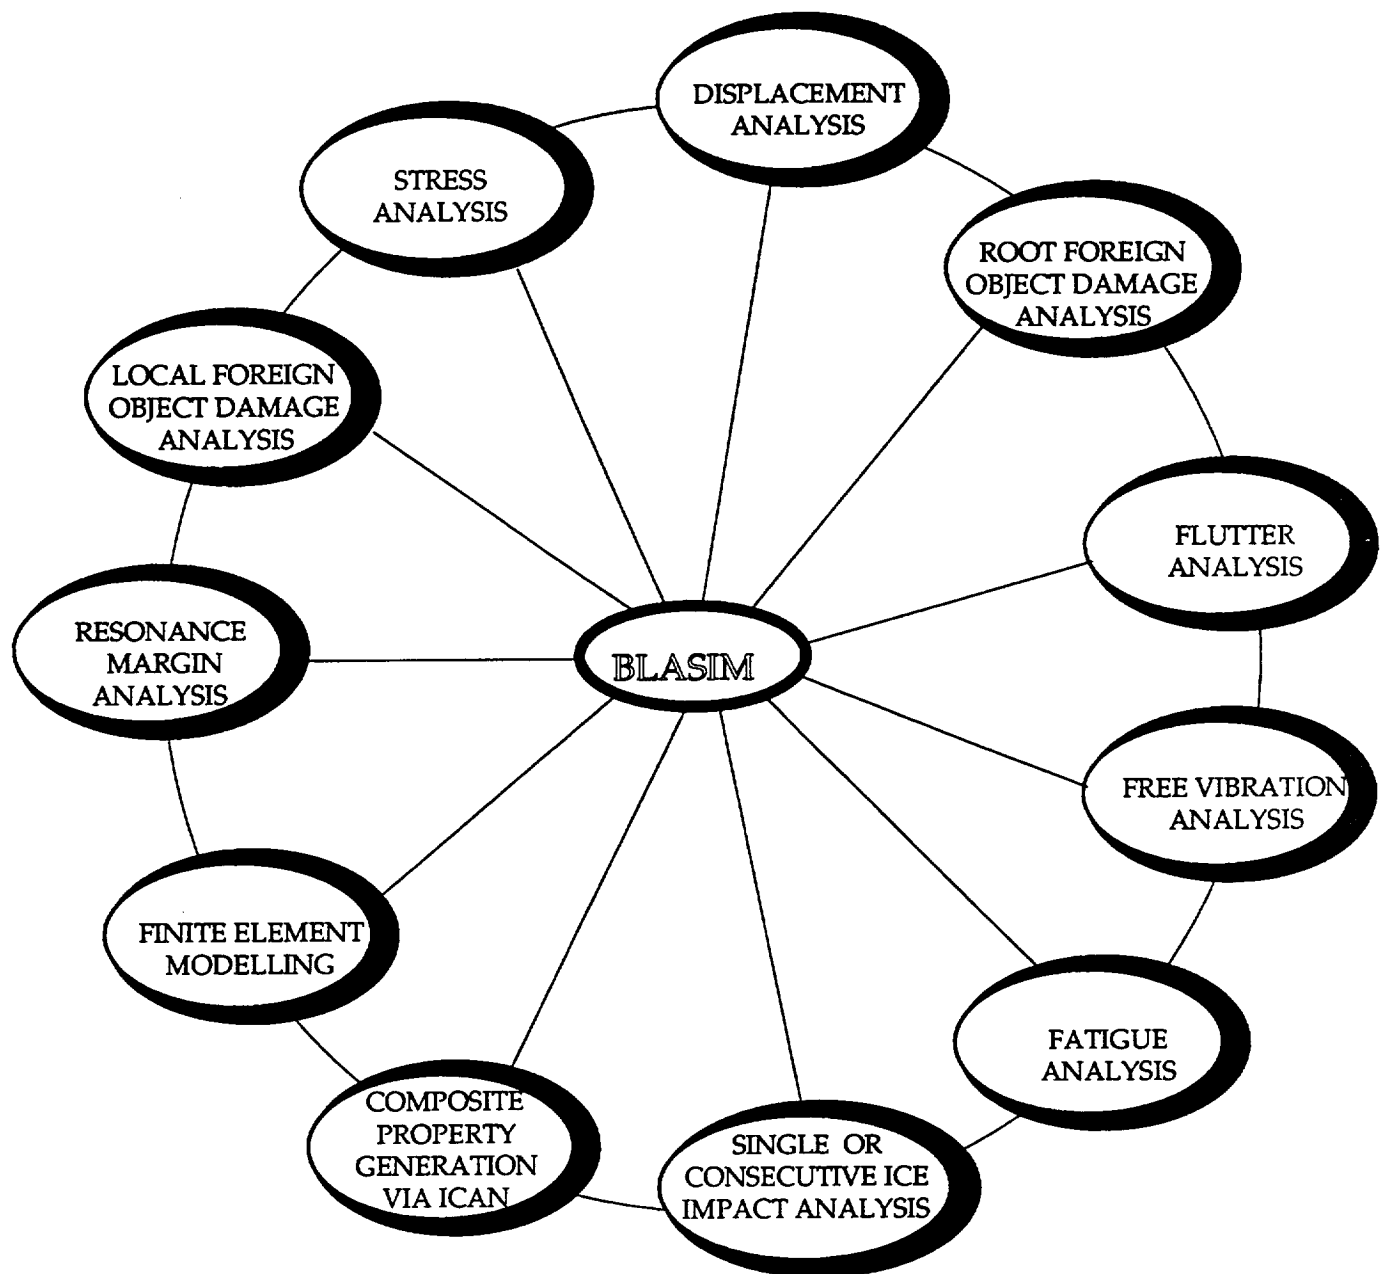 DISPLACEMENT
ANALYSIS
STRESS
ANALYSIS
ROOT FOREIGN
OBJECT DAMAGE
ANALYSIS
LOCAL FOREIGN
OBJECT DAMAGE
ANALYSIS
FLUTTER
ANALYSIS
RESONANCE
MARGIN
ANALYSIS
BLASIM
FREE VIBRATION
ANALYSIS
FINITE ELEMENT
MODELLING
FATIGUE
ANALYSIS
COMPOSITE
PROPERTY
GENERATION
VIA ICAN
SINGLE OR
CONSECUTIVE ICE
IMPACT ANALYSIS